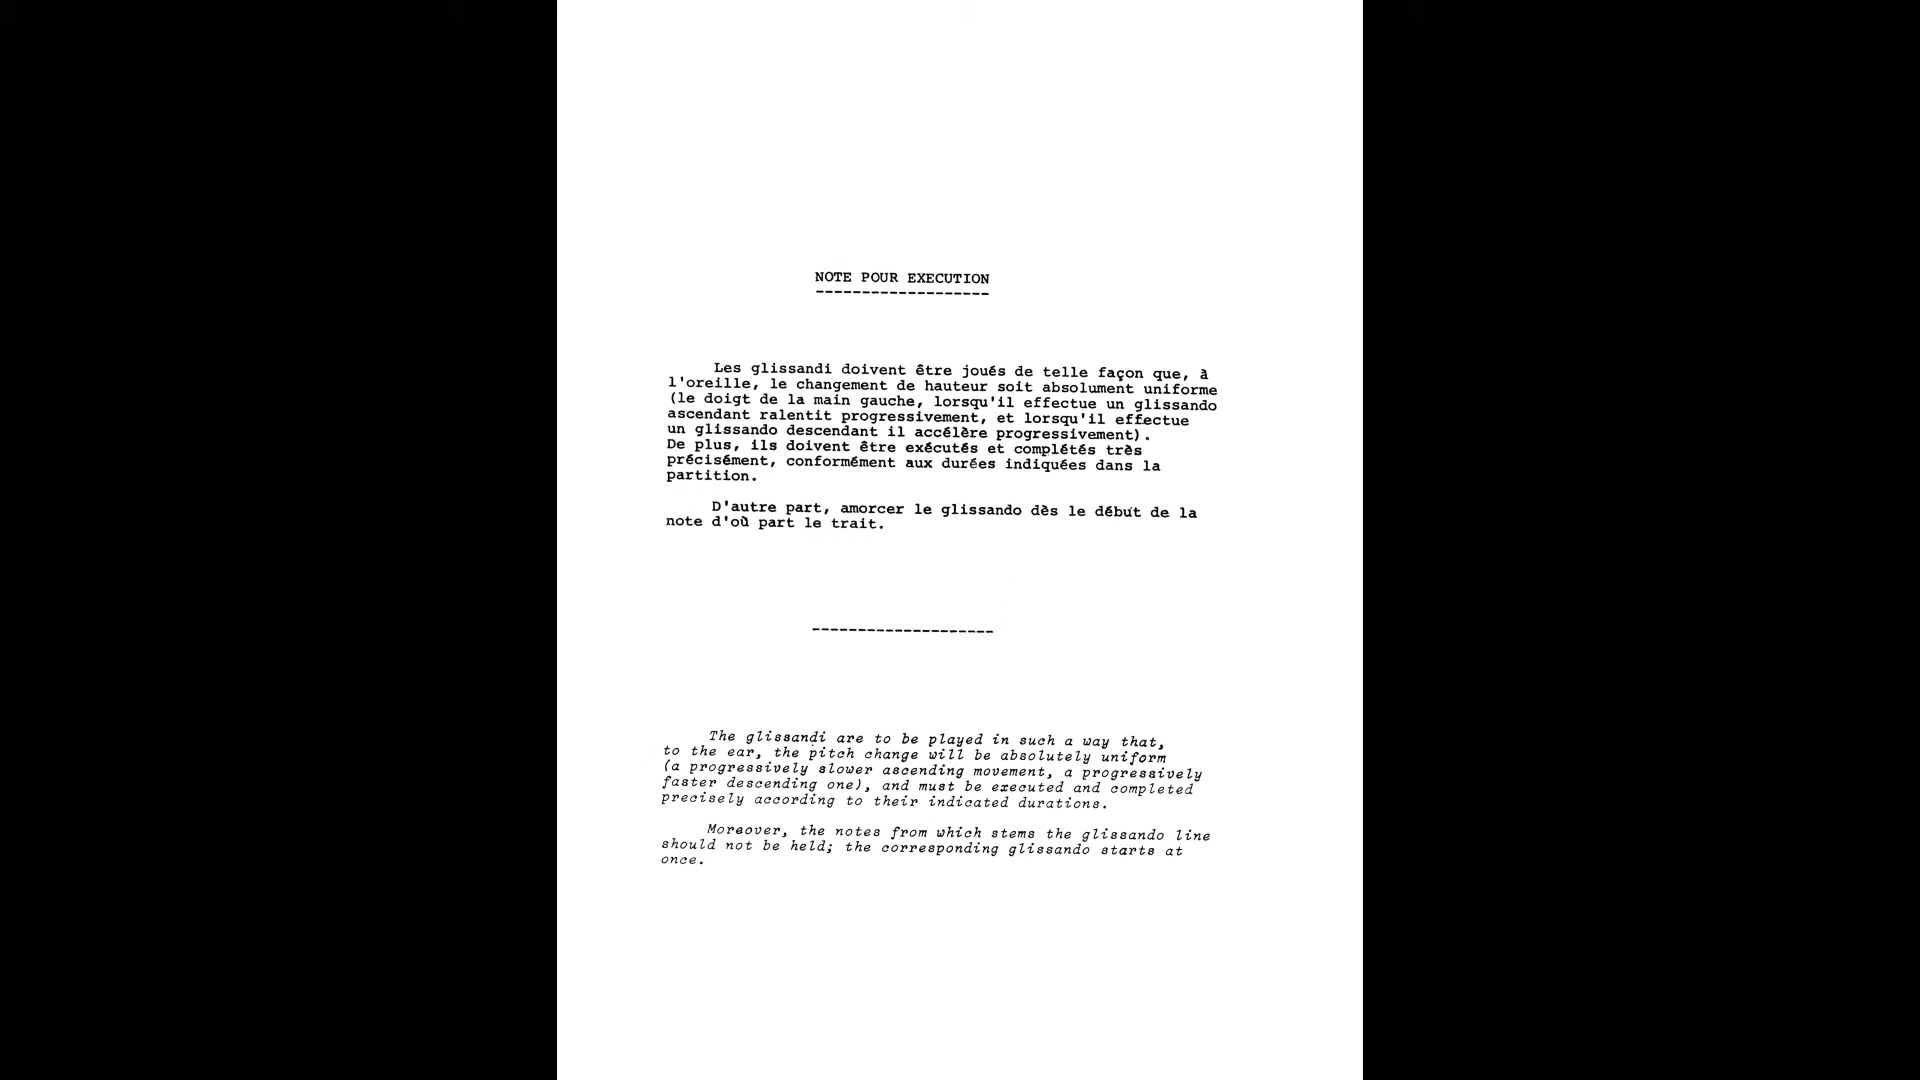 NOTE POUR EXECUTION
-------------------
Les glissandi doivent être joués de telle façon que, à
l'oreille, le changement de hauteur soit absolument uniforme
(le doigt de la main gauche, lorsqu'il effectue un glissando
ascendant ralentit progressivement, et lorsqu'il effectue
un glissando descendant il accélère progressivement).
De plus, ils doivent être exécutés et complétés très
précisément, conformément aux durées indiquées dans la
partition.
D'autre part, amorcer le glissando dès le début de la
note d'où part le trait.
--------------------
The glissandi are to be played in such a way that,
to the ear, the pitch change will be absolutely uniform
(a progressively slower ascending movement, a progressively
faster descending one), and must be executed and completed
precisely according to their indicated durations.
Moreover, the notes from which stems the glissando line
should not be held; the corresponding glissando starts at
once.